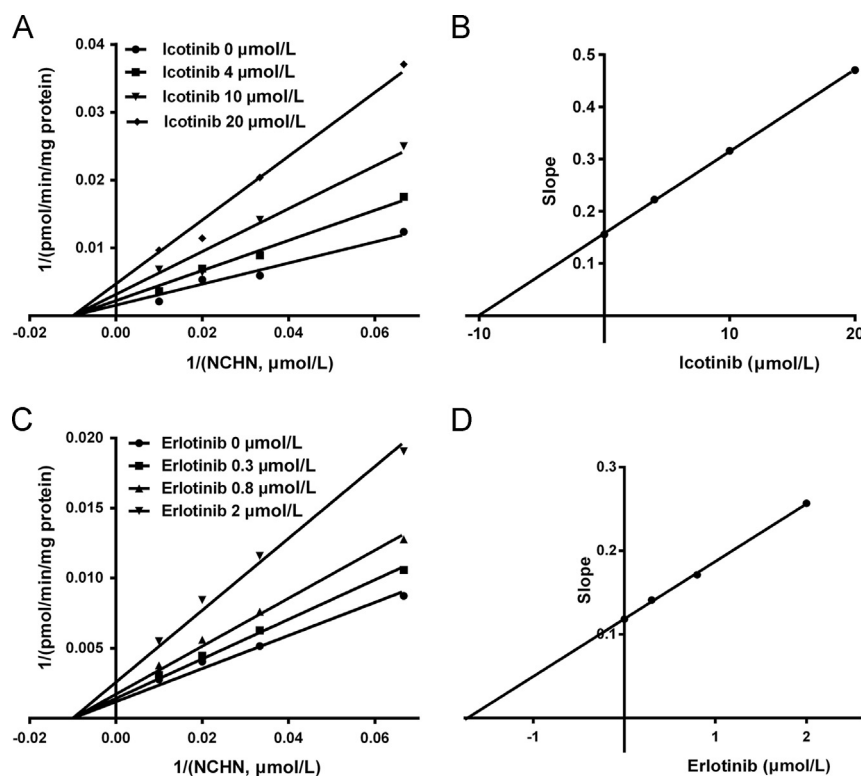 A
0.04
0.03
0.02
0.01
-0.02
0.00
0.02
0.04
0.06
1/(pmol/min/mg protein)
Icotinib 0 µmol/L
Icotinib 4 µmol/L
Icotinib 10 µmol/L
Icotinib 20 µmol/L
1/(NCHN, µmol/L)
B
0.5
0.4
0.3
0.2
0.1
-10
0
10
20
Slope
Icotinib (µmol/L)
C
0.020
0.015
0.010
0.005
-0.02
0.00
0.02
0.04
0.06
1/(pmol/min/mg protein)
Erlotinib 0 µmol/L
Erlotinib 0.3 µmol/L
Erlotinib 0.8 µmol/L
Erlotinib 2 µmol/L
1/(NCHN, µmol/L)
D
0.3
0.2
0.1
-1
0
1
2
Slope
Erlotinib (µmol/L)